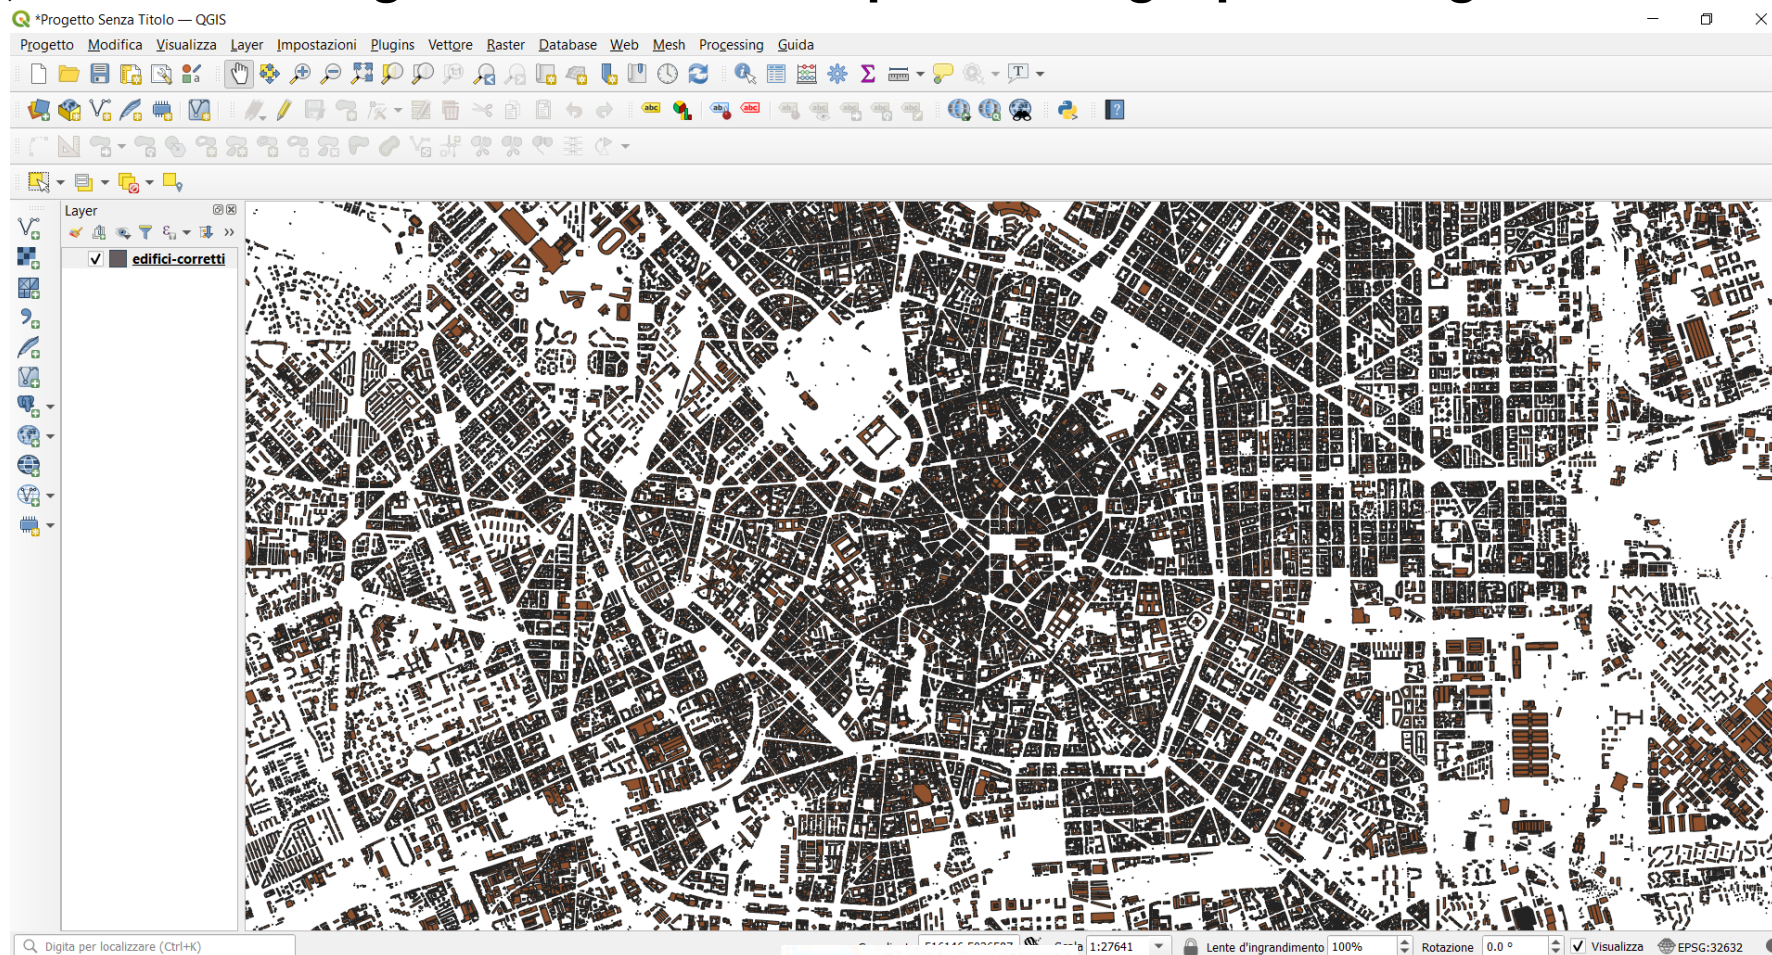 *Progetto Senza Titolo — QGIS
Progetto Modifica Visualizza Layer Impostazioni Plugins Vettore Raster Database Web Mesh Processing Guida
Layer
edifici-corretti
Digita per localizzare (Ctrl+K)
1:27641 Lente d'ingrandimento 100% Rotazione 0.0 ° Visualizza EPSG:32632